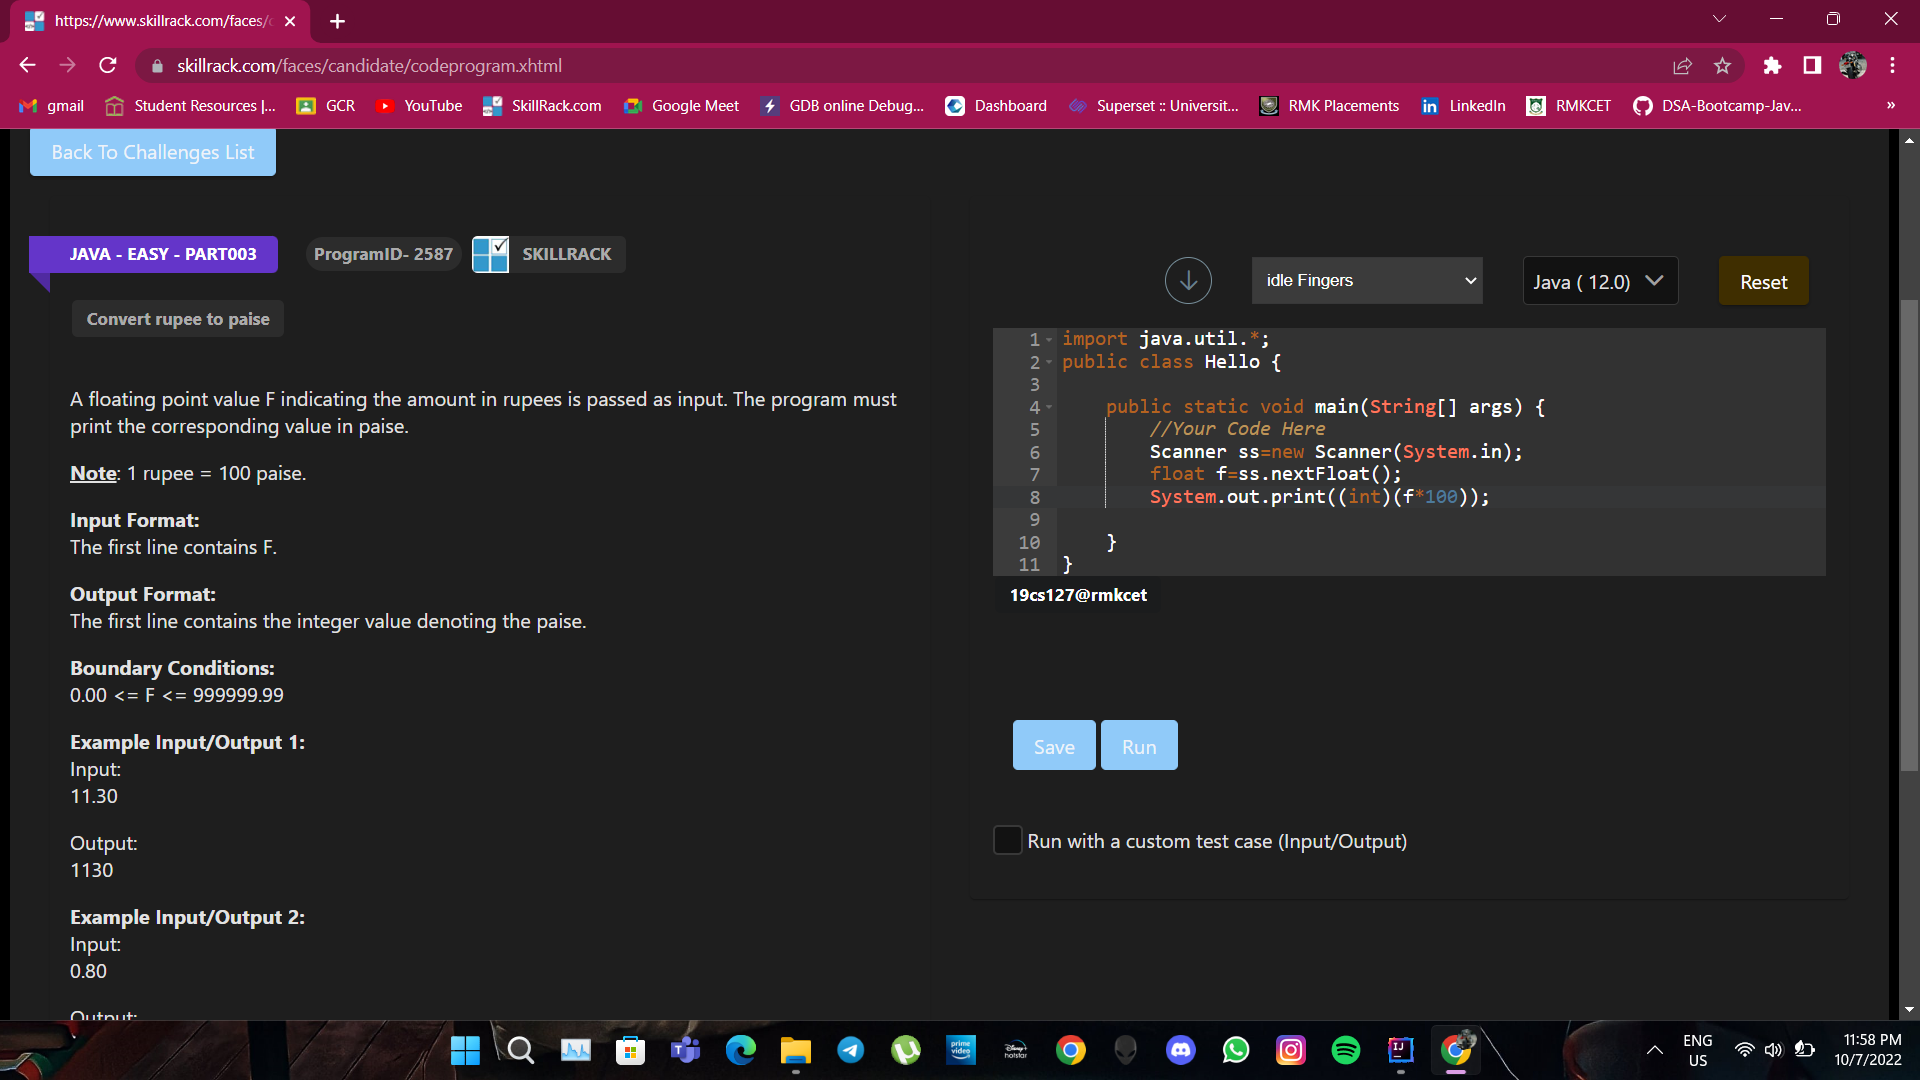 https://www.skillrack.com/faces/c
skillrack.com/faces/candidate/codeprogram.xhtml
gmail
Student Resources |...
GCR
YouTube
SkillRack.com
Google Meet
GDB online Debug...
Dashboard
Superset :: Universit...
RMK Placements
LinkedIn
RMKCET
DSA-Bootcamp-Jav...
»
Back To Challenges List
JAVA - EASY - PART003
ProgramID- 2587
SKILLRACK
Convert rupee to paise
A floating point value F indicating the amount in rupees is passed as input. The program must
print the corresponding value in paise.
Note: 1 rupee = 100 paise.
Input Format:
The first line contains F.
Output Format:
The first line contains the integer value denoting the paise.
Boundary Conditions:
0.00 <= F <= 999999.99
Example Input/Output 1:
Input:
11.30
Output:
1130
Example Input/Output 2:
Input:
0.80
Output:
idle Fingers
Java ( 12.0)
Reset
1 import java.util.*;
2 public class Hello {
3
4 public static void main(String[] args) {
5 //Your Code Here
6 Scanner ss=new Scanner(System.in);
7 float f=ss.nextFloat();
8 System.out.print((int)(f*100));
9
10 }
11 }
19cs127@rmkcet
Save
Run
Run with a custom test case (Input/Output)
prime video
Disney+ hotstar
ENG
US
11:58 PM
10/7/2022